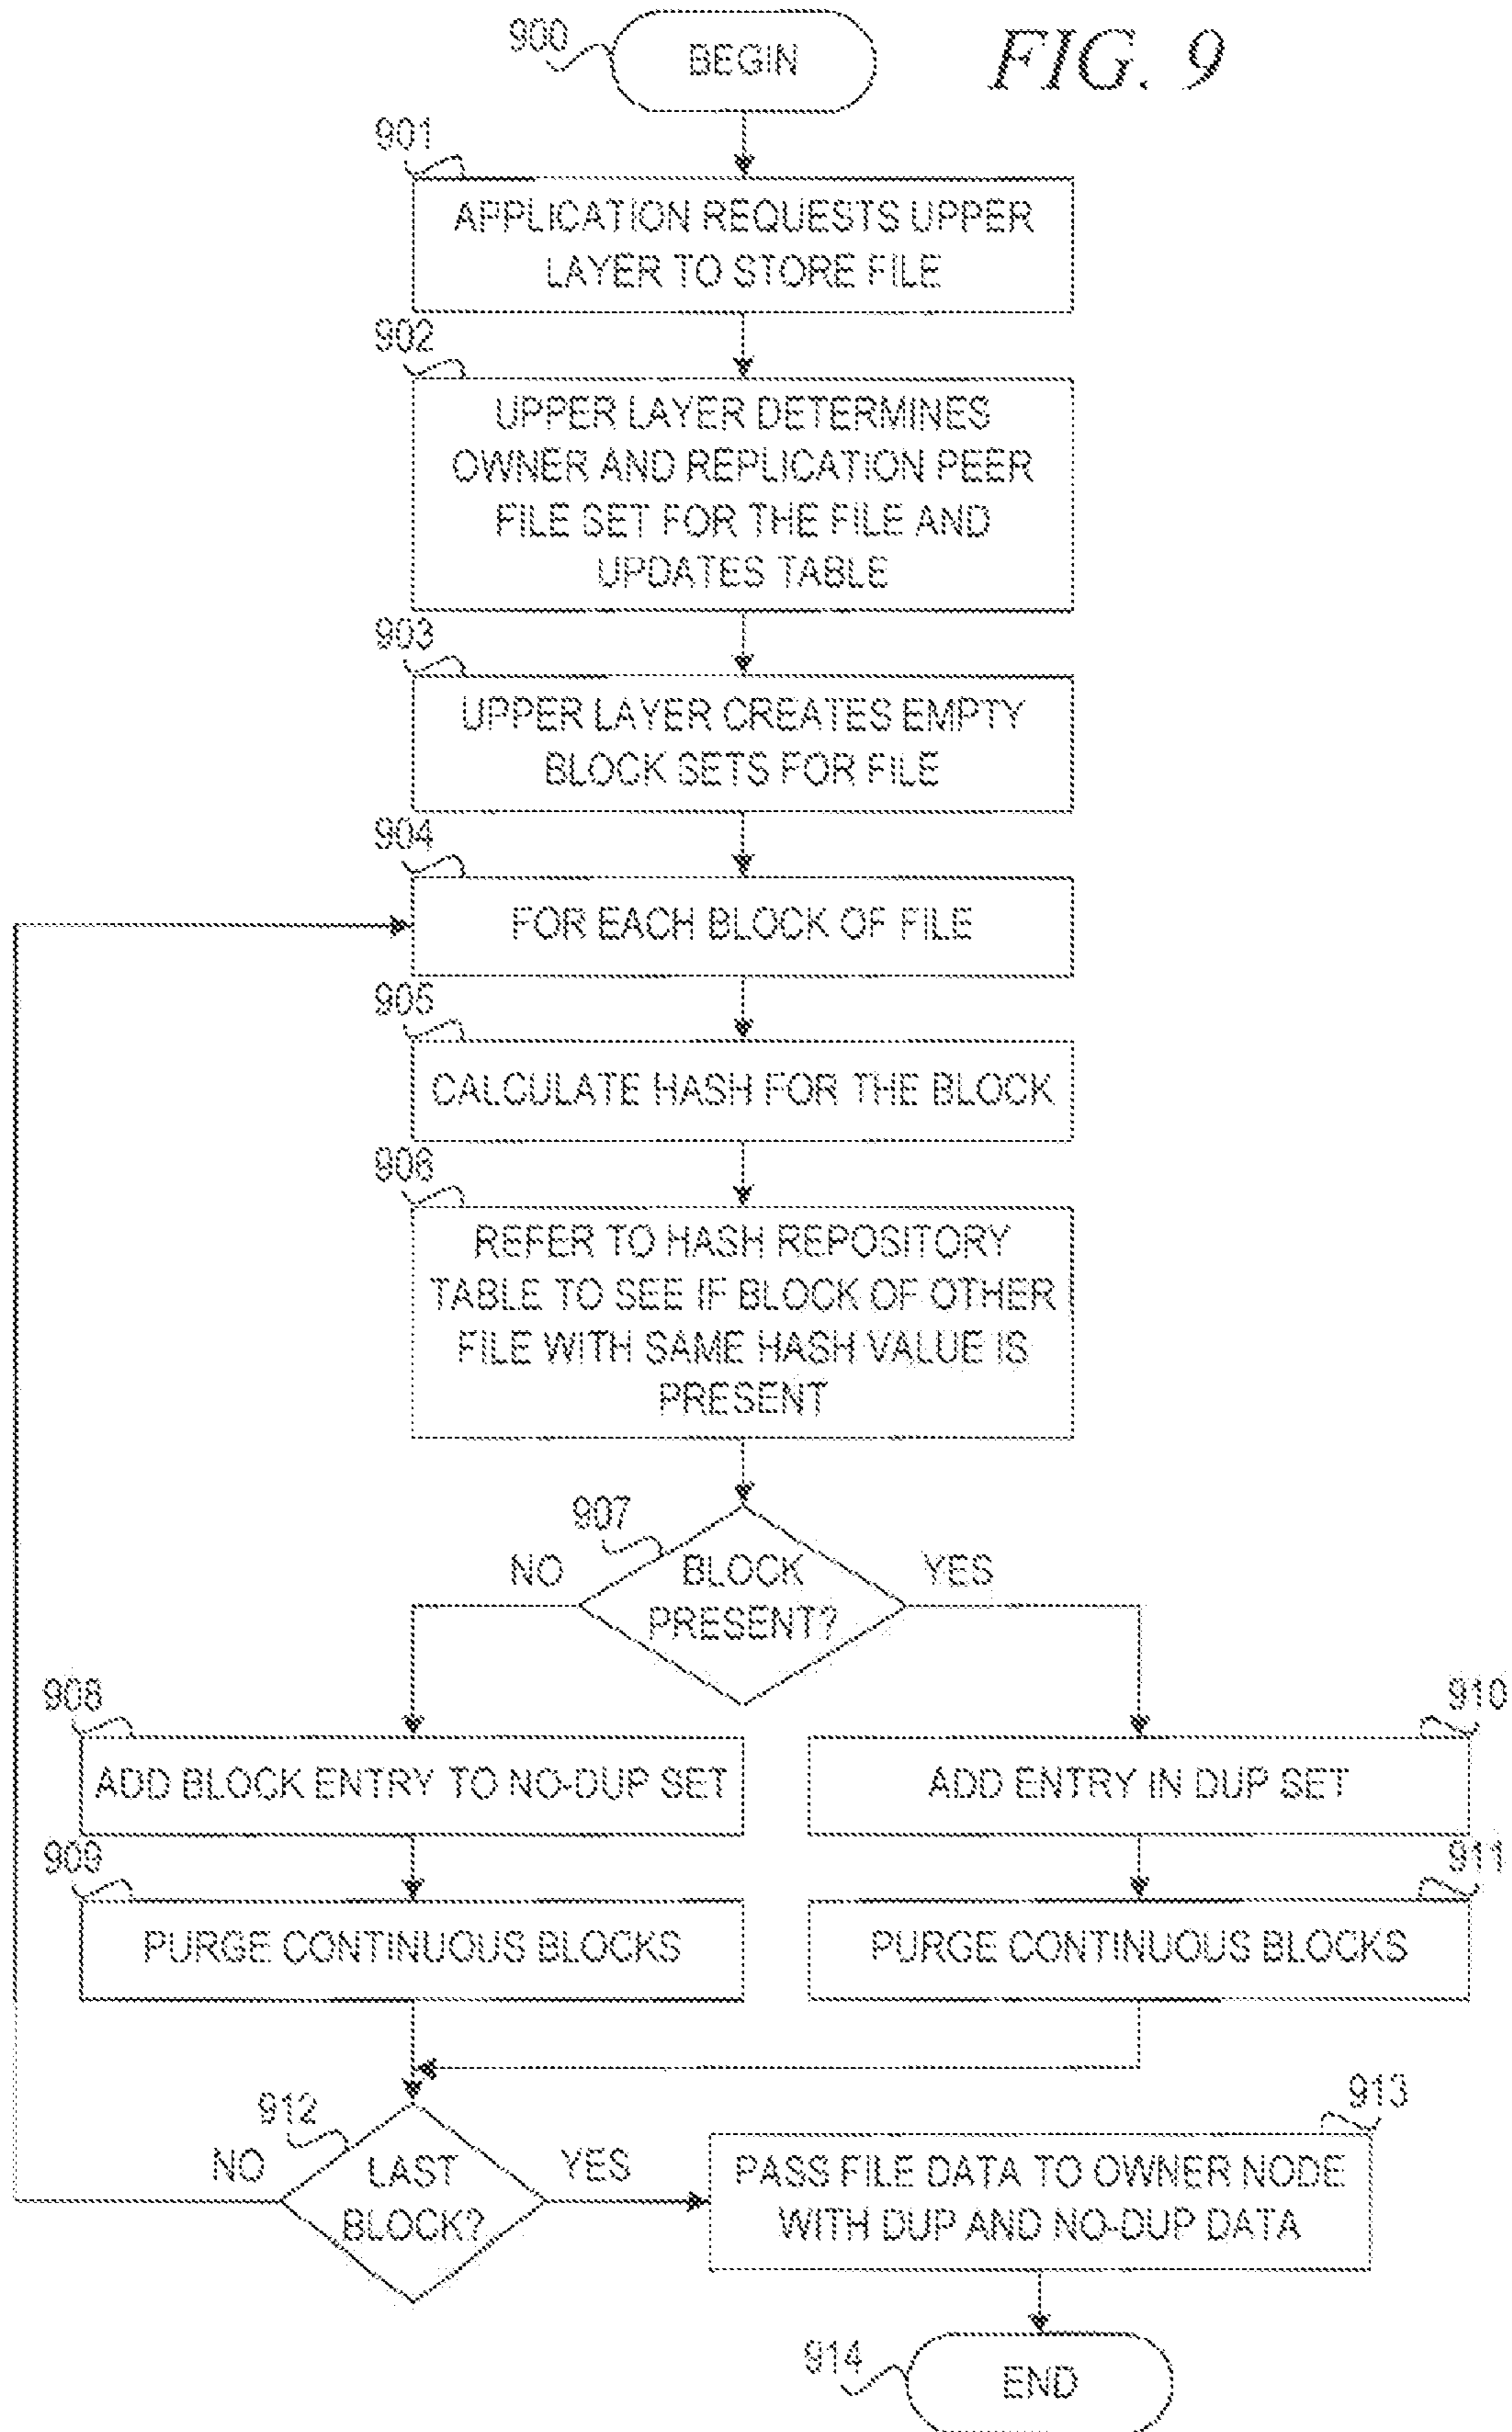 FIG. 9
900
BEGIN
901
APPLICATION REQUESTS UPPER
LAYER TO STORE FILE
902
UPPER LAYER DETERMINES
OWNER AND REPLICATION PEER
FILE SET FOR THE FILE AND
UPDATES TABLE
903
UPPER LAYER CREATES EMPTY
BLOCK SETS FOR FILE
904
FOR EACH BLOCK OF FILE
905
CALCULATE HASH FOR THE BLOCK
906
REFER TO HASH REPOSITORY
TABLE TO SEE IF BLOCK OF OTHER
FILE WITH SAME HASH VALUE IS
PRESENT
907
NO
BLOCK
PRESENT?
YES
908
ADD BLOCK ENTRY TO NO-DUP SET
910
ADD ENTRY IN DUP SET
909
PURGE CONTINUOUS BLOCKS
911
PURGE CONTINUOUS BLOCKS
912
NO
LAST
BLOCK?
YES
913
PASS FILE DATA TO OWNER NODE
WITH DUP AND NO-DUP DATA
914
END